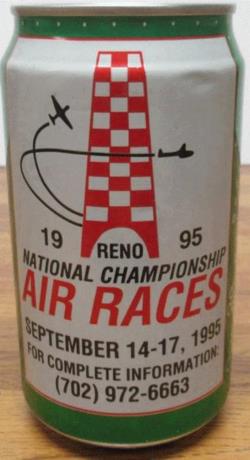 19 RENO 95
NATIONAL CHAMPIONSHIP
AIR RACES
SEPTEMBER 14-17, 1995
FOR COMPLETE INFORMATION:
(702) 972-6663